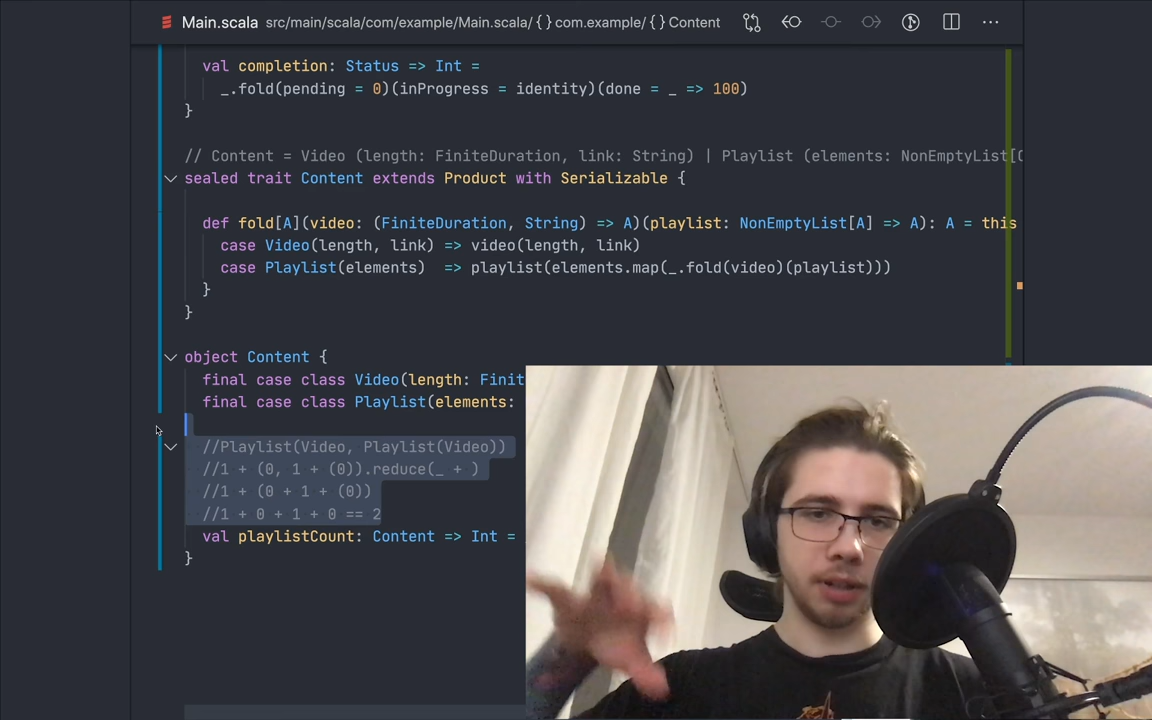 Main.scala src/main/scala/com/example/Main.scala/ { } com.example/ { } Content
val completion: Status => Int =
_.fold(pending = 0)(inProgress = identity)(done = _ => 100)
}
// Content = Video (length: FiniteDuration, link: String) | Playlist (elements: NonEmptyList[
sealed trait Content extends Product with Serializable {
def fold[A](video: (FiniteDuration, String) => A)(playlist: NonEmptyList[A] => A): A = this
case Video(length, link) => video(length, link)
case Playlist(elements) => playlist(elements.map(_.fold(video)(playlist)))
}
}
object Content {
final case class Video(length: Finit
final case class Playlist(elements:
//Playlist(Video, Playlist(Video))
//1 + (0, 1 + (0)).reduce(_ + )
//1 + (0 + 1 + (0))
//1 + 0 + 1 + 0 == 2
val playlistCount: Content => Int =
}